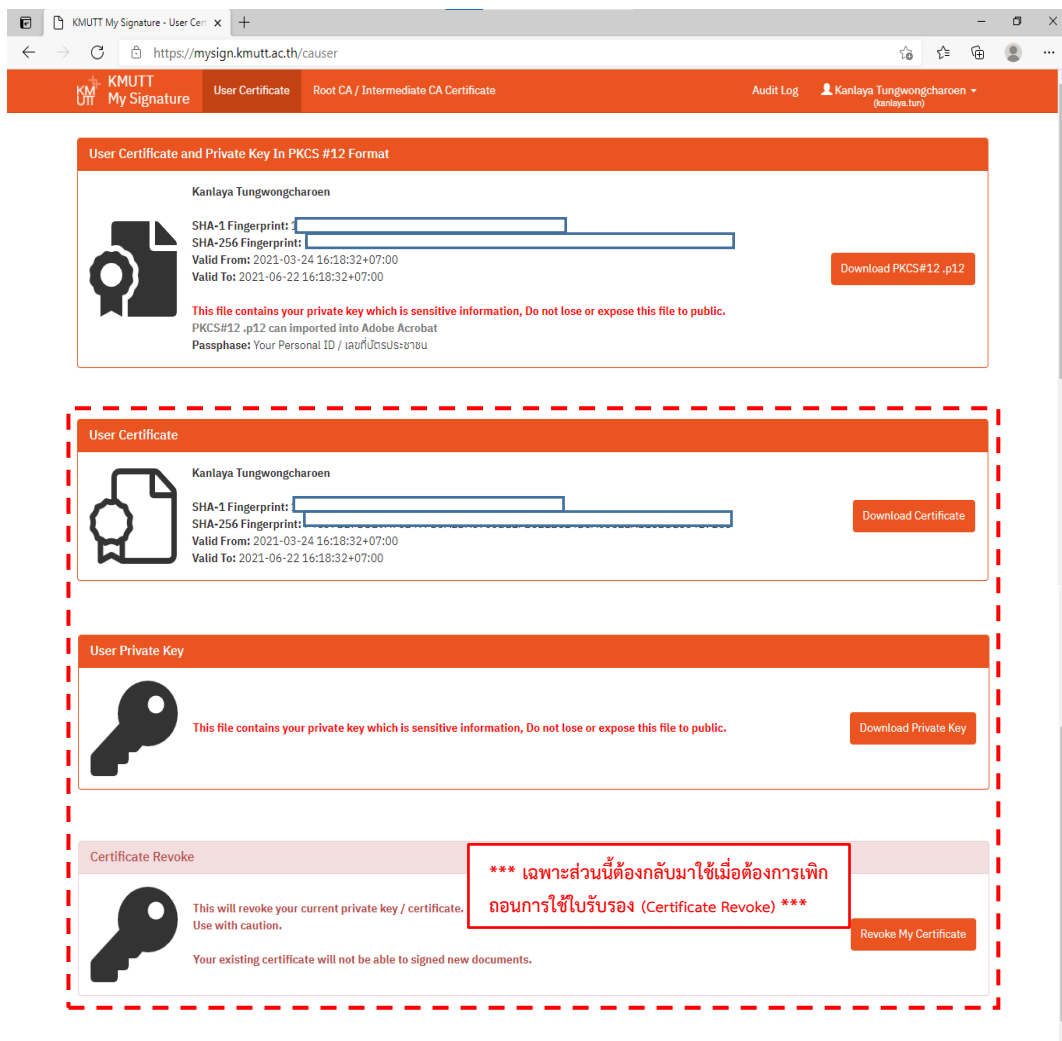 KMUTT My Signature - User Cert
https://mysign.kmutt.ac.th/causer
KMUTT
My Signature
User Certificate
Root CA / Intermediate CA Certificate
Audit Log
Kanlaya Tungwongcharoen
(kanlaya.tun)
User Certificate and Private Key In PKCS #12 Format
Kanlaya Tungwongcharoen
SHA-1 Fingerprint:
SHA-256 Fingerprint:
Valid From: 2021-03-24 16:18:32+07:00
Valid To: 2021-06-22 16:18:32+07:00
Download PKCS#12 .p12
This file contains your private key which is sensitive information, Do not lose or expose this file to public.
PKCS#12 .p12 can imported into Adobe Acrobat
Passphase: Your Personal ID / เลขที่บัตรประชาชน
User Certificate
Kanlaya Tungwongcharoen
SHA-1 Fingerprint:
SHA-256 Fingerprint:
Valid From: 2021-03-24 16:18:32+07:00
Valid To: 2021-06-22 16:18:32+07:00
Download Certificate
User Private Key
This file contains your private key which is sensitive information, Do not lose or expose this file to public.
Download Private Key
Certificate Revoke
*** เฉพาะส่วนนี้ต้องกลับมาใช้เมื่อต้องการเพิก
ถอนการใช้ใบรับรอง (Certificate Revoke) ***
This will revoke your current private key / certificate.
Use with caution.
Revoke My Certificate
Your existing certificate will not be able to signed new documents.